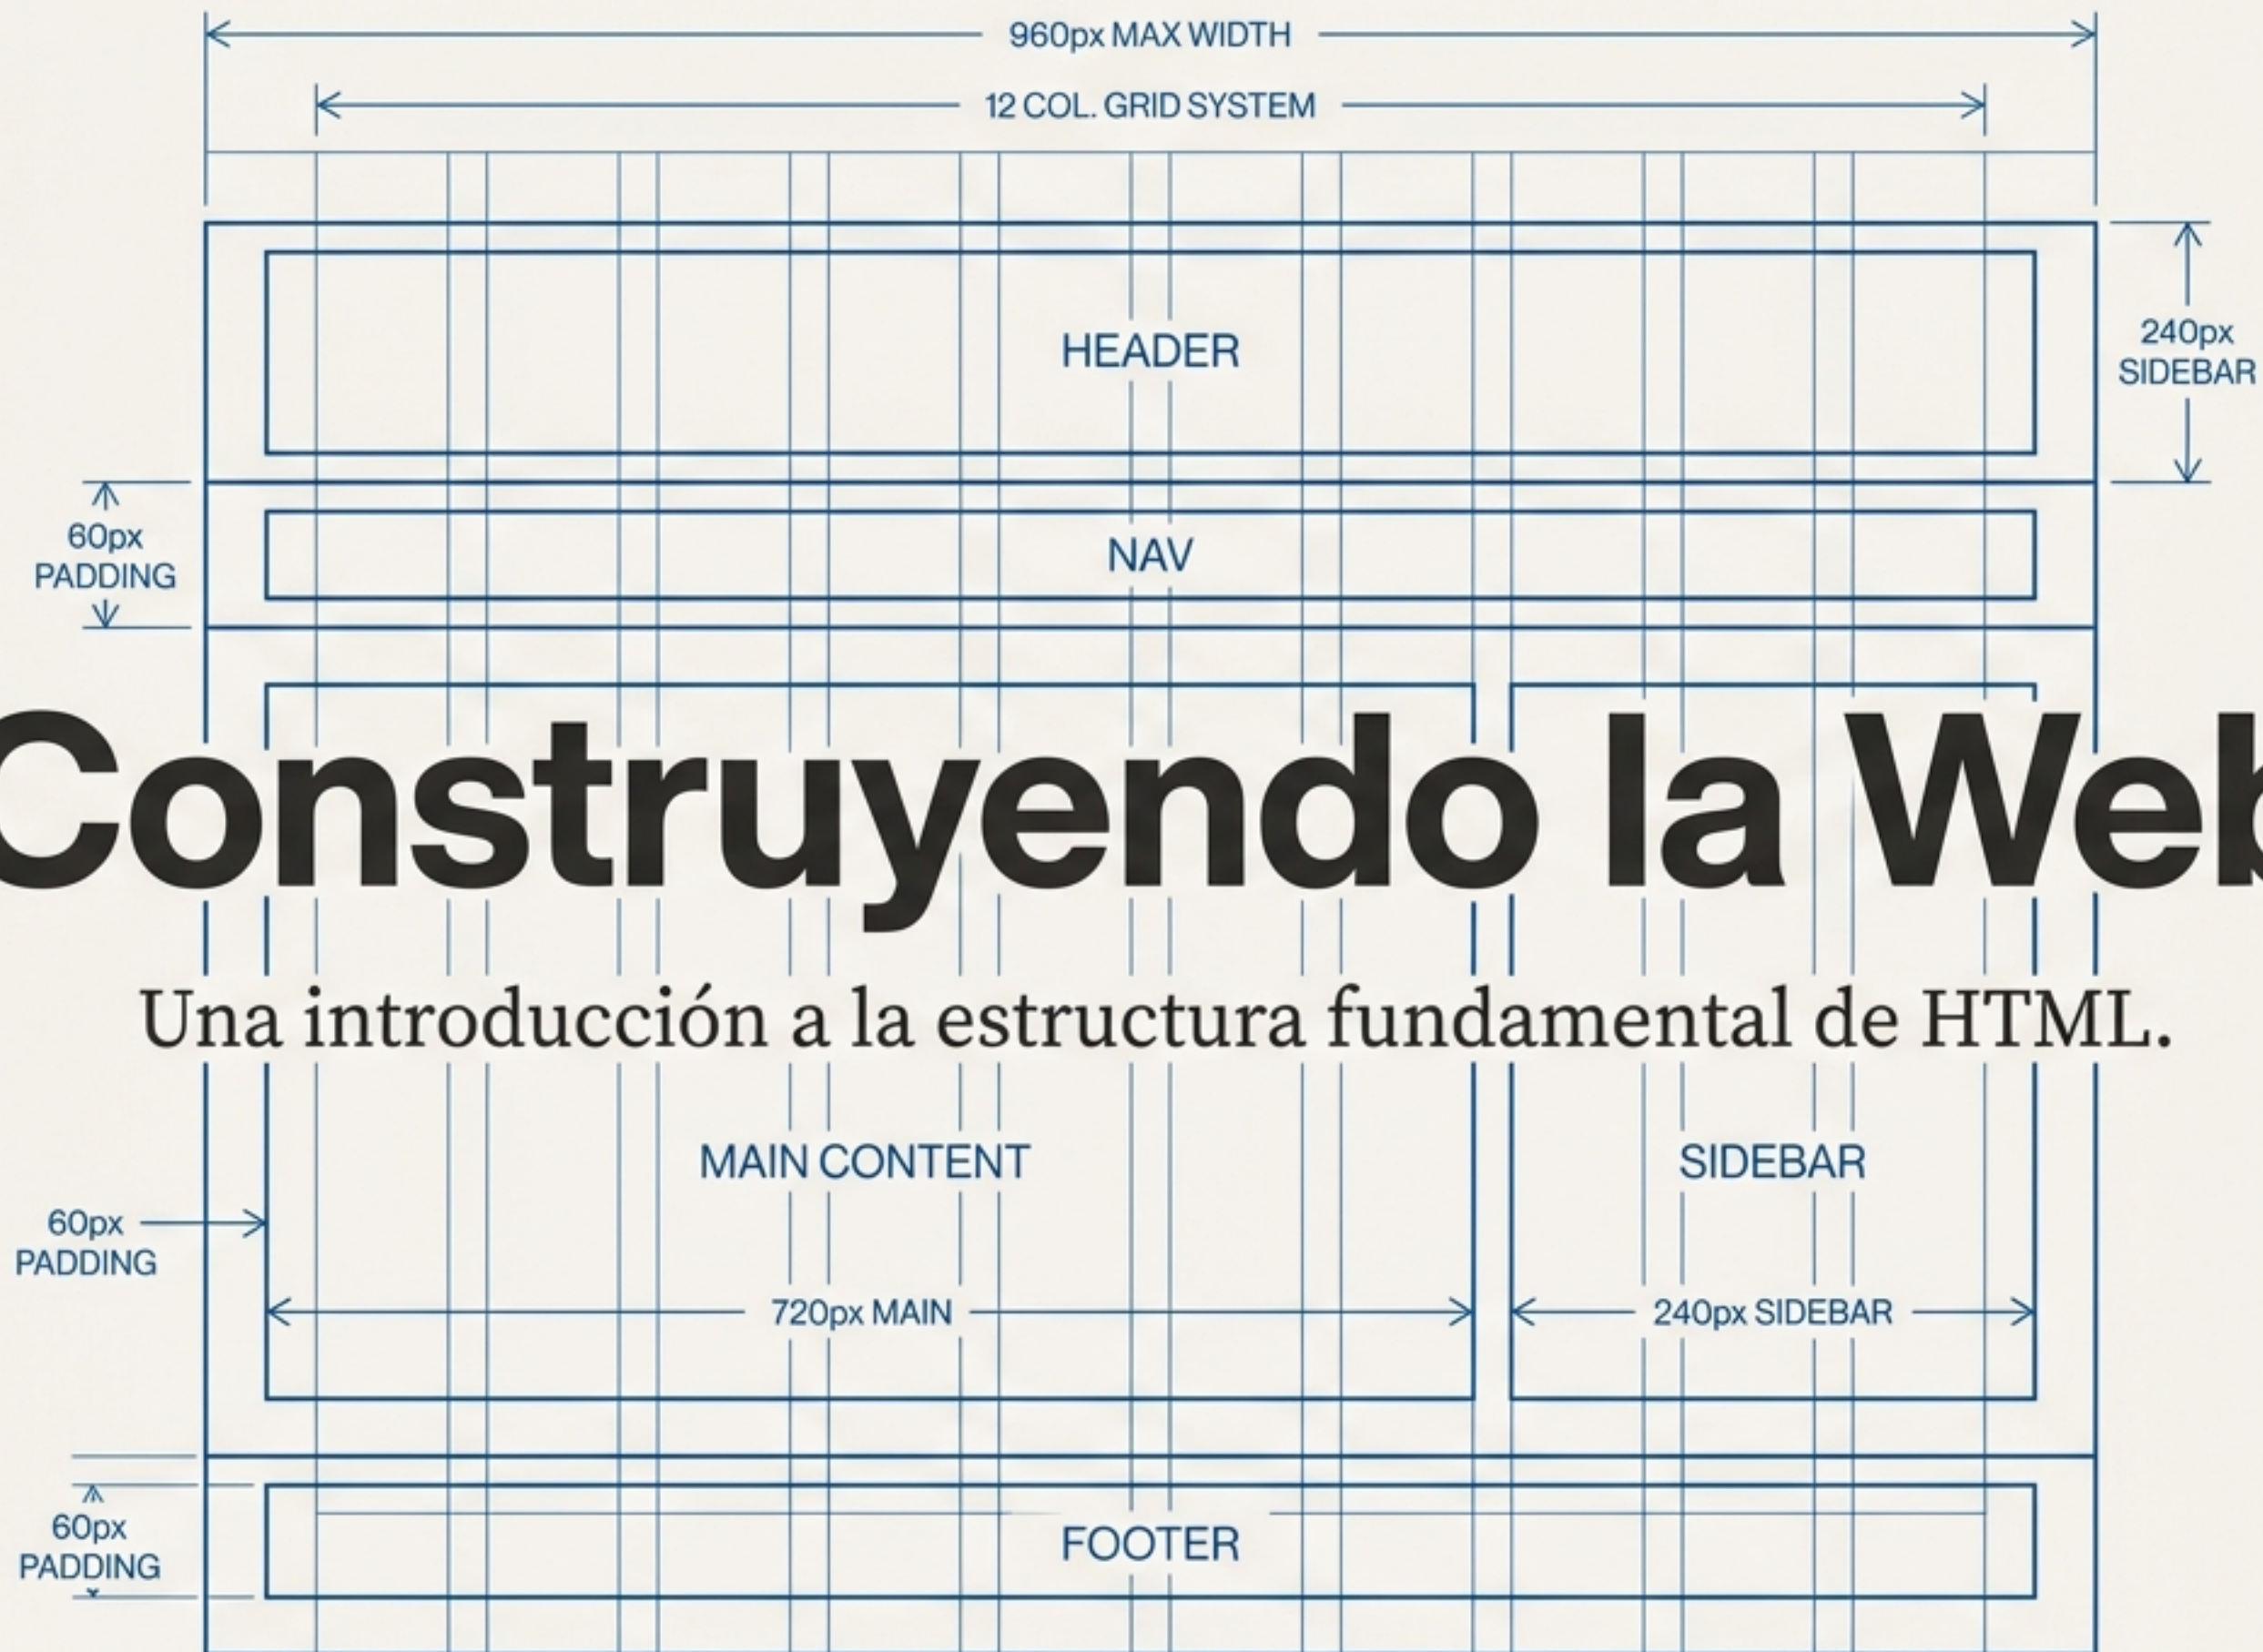 960px MAX WIDTH
12 COL. GRID SYSTEM
HEADER
240px
SIDEBAR
60px
PADDING
NAV
Construyendo la Web
Una introducción a la estructura fundamental de HTML.
MAIN CONTENT
SIDEBAR
60px
PADDING
720px MAIN
240px SIDEBAR
60px
PADDING
FOOTER